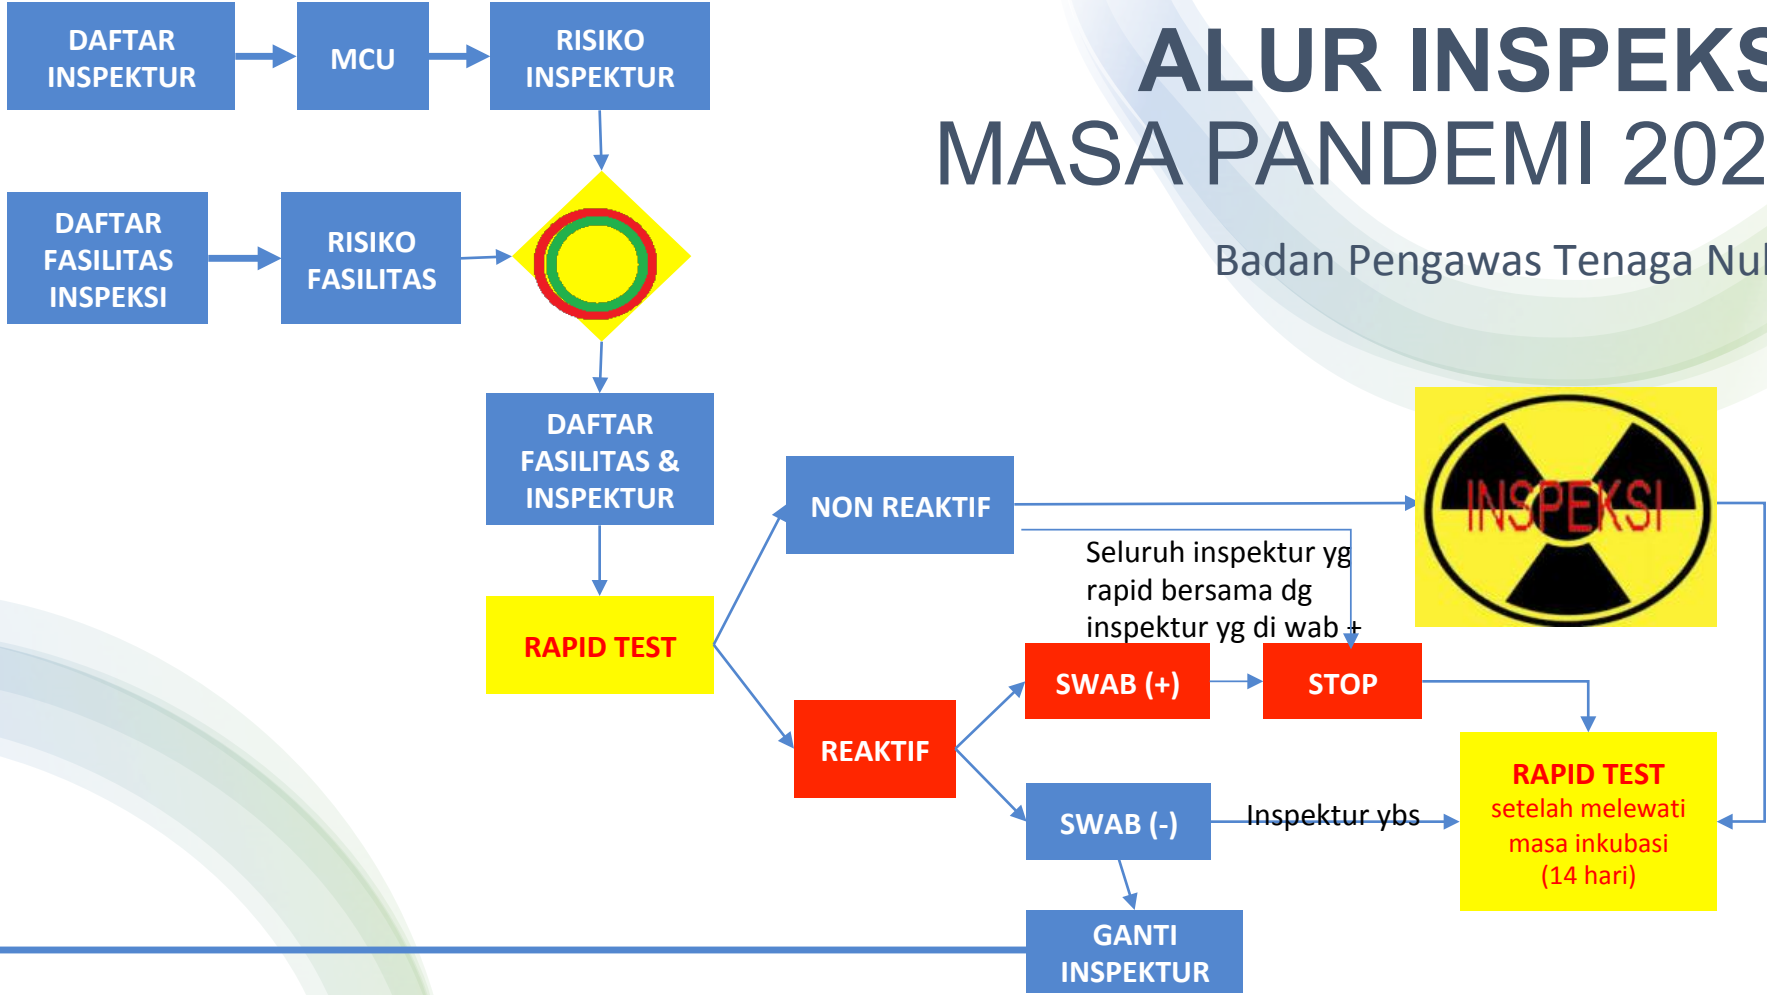 DAFTAR
INSPEKTUR
MCU
RISIKO
INSPEKTUR
ALUR INSPEKS
MASA PANDEMI 202
Badan Pengawas Tenaga Nul
DAFTAR
FASILITAS
INSPEKSI
RISIKO
FASILITAS
DAFTAR
FASILITAS &
INSPEKTUR
NON REAKTIF
INSPEKSI
Seluruh inspektur yg
rapid bersama dg
inspektur yg di wab +
RAPID TEST
SWAB (+)
STOP
REAKTIF
RAPID TEST
setelah melewati
masa inkubasi
(14 hari)
SWAB (-)
Inspektur ybs
GANTI
INSPEKTUR